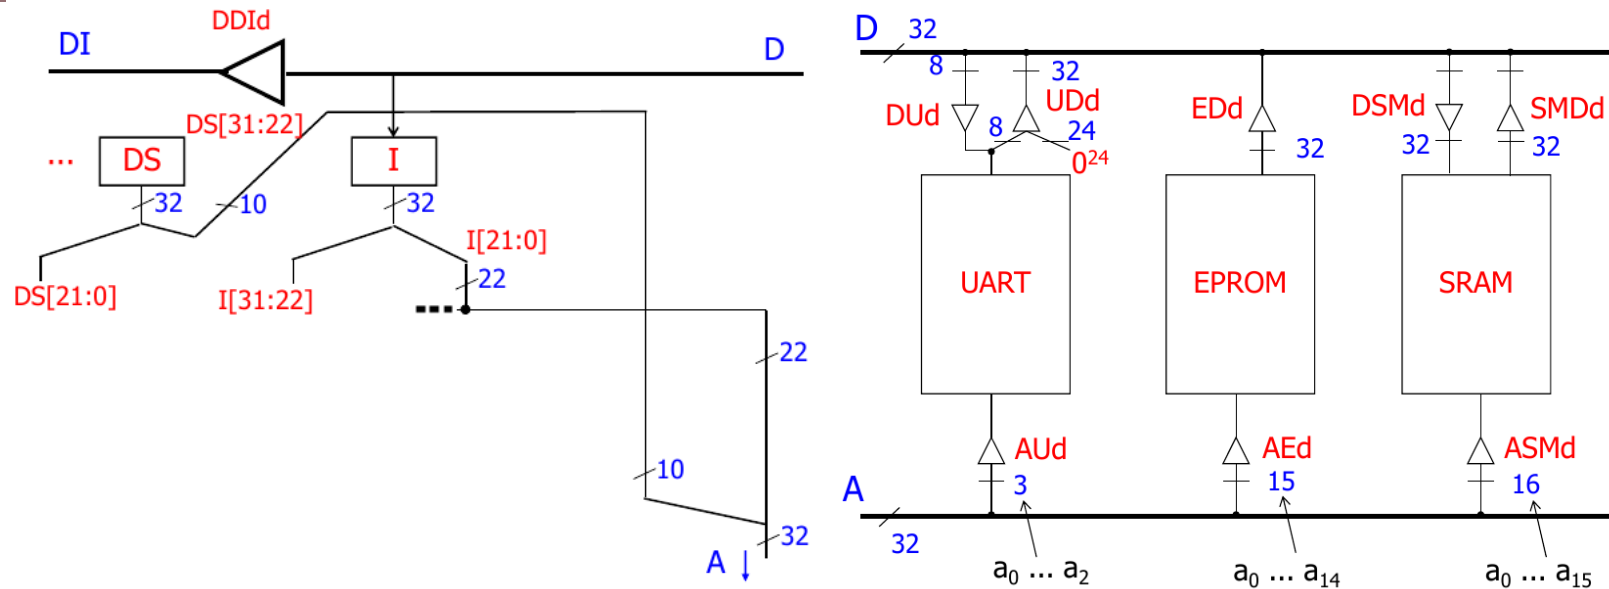 DDId
DI
D
DS[31:22]
...
DS
I
32
10
32
I[21:0]
22
DS[21:0]
I[31:22]
22
10
32
A
D
32
8
32
DUd
UDd
8
24
0²⁴
EDd
32
DSMd
SMDd
32
32
UART
EPROM
SRAM
AUd
AEd
ASMd
3
15
16
A
32
a₀ ... a₂
a₀ ... a₁₄
a₀ ... a₁₅